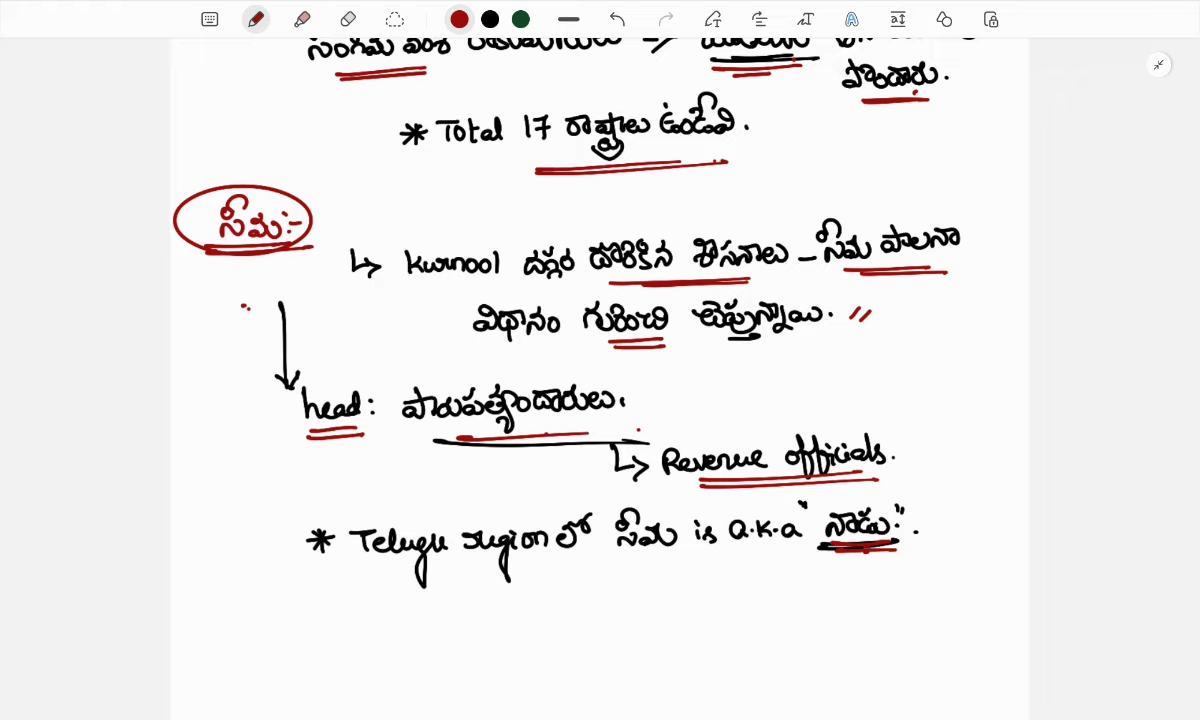 సంగమ వంశ రాకుమారులు →
పొందారు.
* Total 17 రాష్ట్రాలు ఉండేవి.
సీమ:-
↳ Kurnool దగ్గర దొరికిన శాసనాలు - సీమ పాలనా
విధానం గురించి చెప్తున్నాయి. //
head: పారుపత్యందారులు.
↳ Revenue officials.
* Telugu region లో సీమ is a.k.a "నాడు".